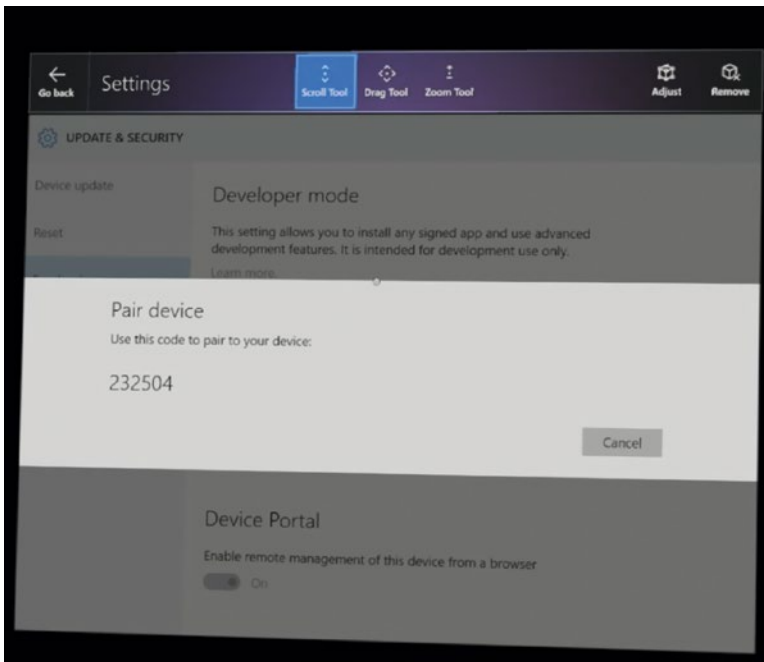 Go back
Settings
Scroll Tool
Drag Tool
Zoom Tool
Adjust
Remove
UPDATE & SECURITY
Device update
Reset
Developer mode
This setting allows you to install any signed app and use advanced
development features. It is intended for development use only.
Learn more.
Pair device
Use this code to pair to your device:
232504
Cancel
Device Portal
Enable remote management of this device from a browser
On